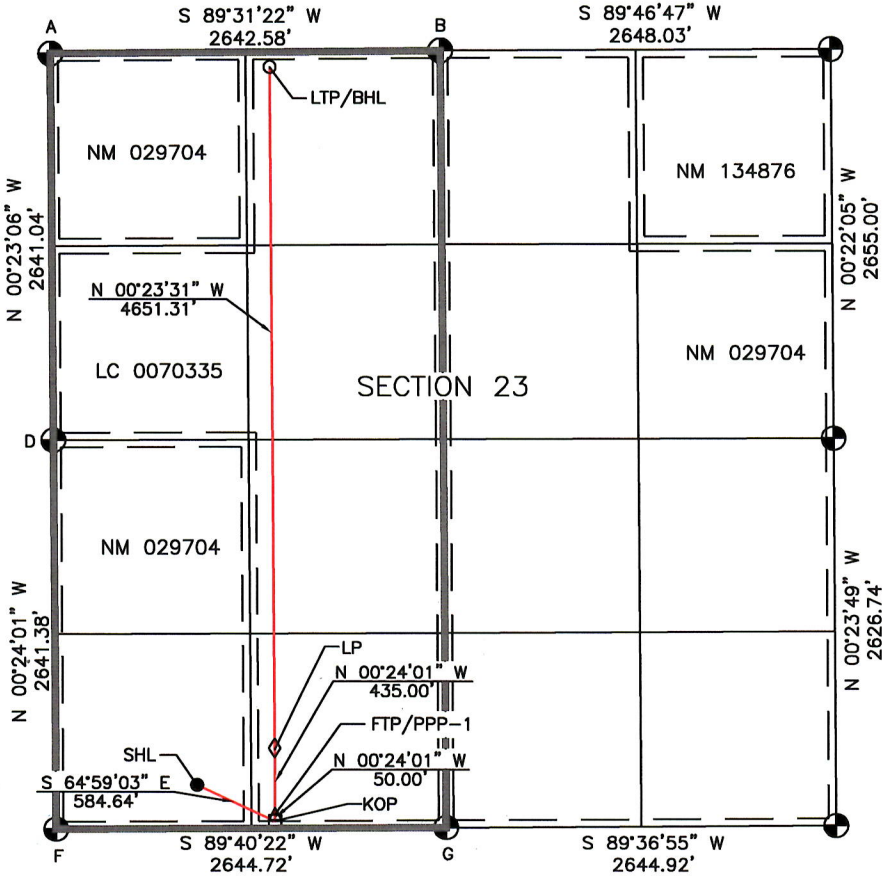 S 89°31'22" W
2642.58'
S 89°46'47" W
2648.03'
A
B
LTP/BHL
NM 029704
NM 134876
N 00°23'06" W
2641.04'
N 00°22'05" W
2655.00'
N 00°23'31" W
4651.31'
LC 0070335
NM 029704
SECTION 23
D
NM 029704
N 00°24'01" W
2641.38'
N 00°23'49" W
2626.74'
LP
N 00°24'01" W
435.00'
FTP/PPP-1
SHL
N 00°24'01" W
50.00'
S 64°59'03" E
584.64'
KOP
F
S 89°40'22" W
2644.72'
G
S 89°36'55" W
2644.92'